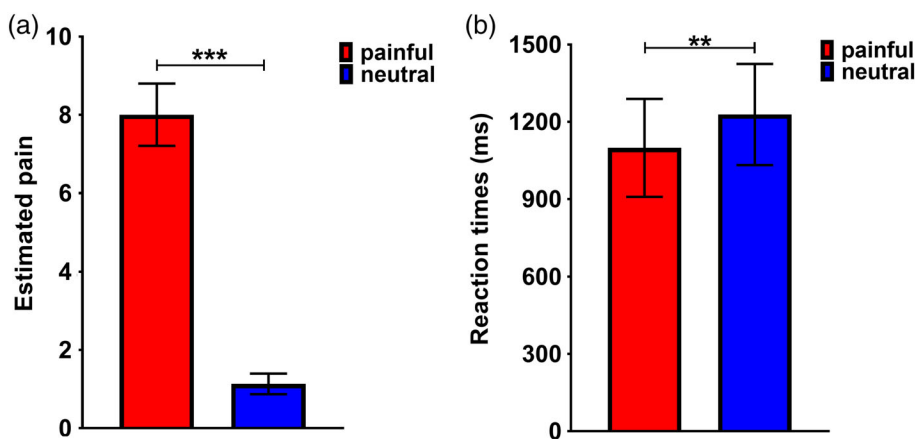 (a)
Estimated pain
10
8
6
4
2
0
***
painful
neutral
(b)
Reaction times (ms)
1500
1200
900
600
300
0
**
painful
neutral